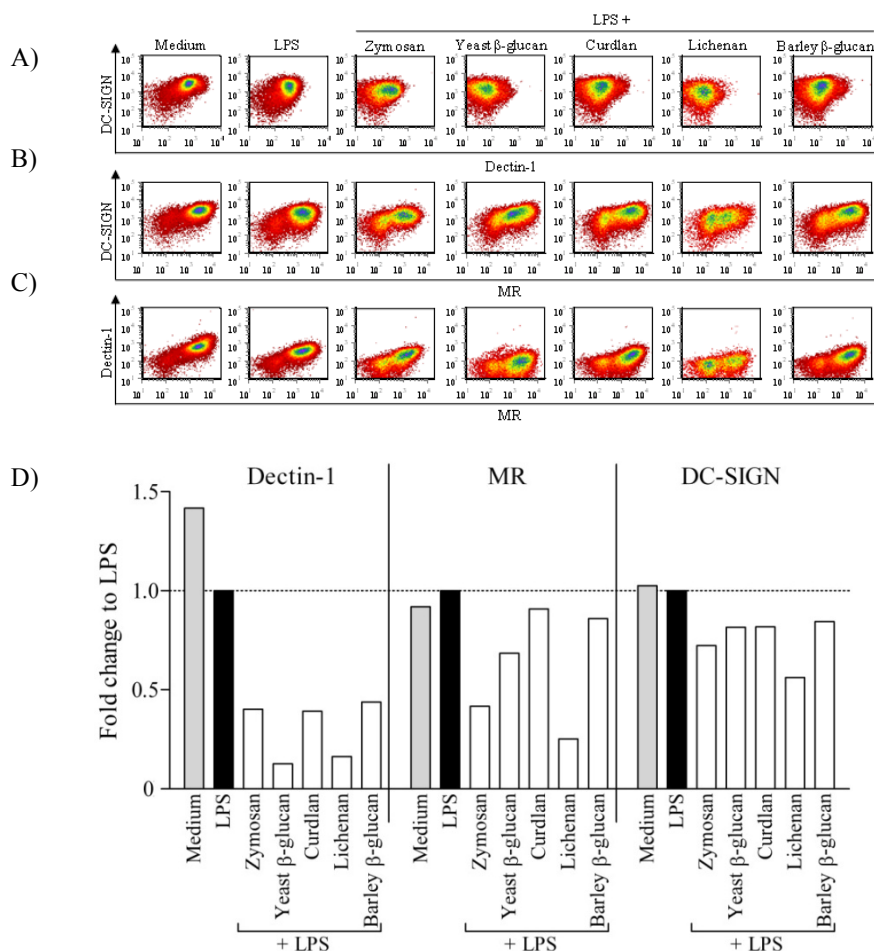 LPS +
Medium LPS Zymosan Yeast β-glucan Curdlan Lichenan Barley β-glucan
A)
DC-SIGN
Dectin-1
B)
DC-SIGN
MR
C)
Dectin-1
MR
D)
Dectin-1 MR DC-SIGN
Fold change to LPS
1.5
1.0
0.5
0
Medium LPS Zymosan Yeast β-glucan Curdlan Lichenan Barley β-glucan Medium LPS Zymosan Yeast β-glucan Curdlan Lichenan Barley β-glucan Medium LPS Zymosan Yeast β-glucan Curdlan Lichenan Barley β-glucan
+ LPS + LPS + LPS